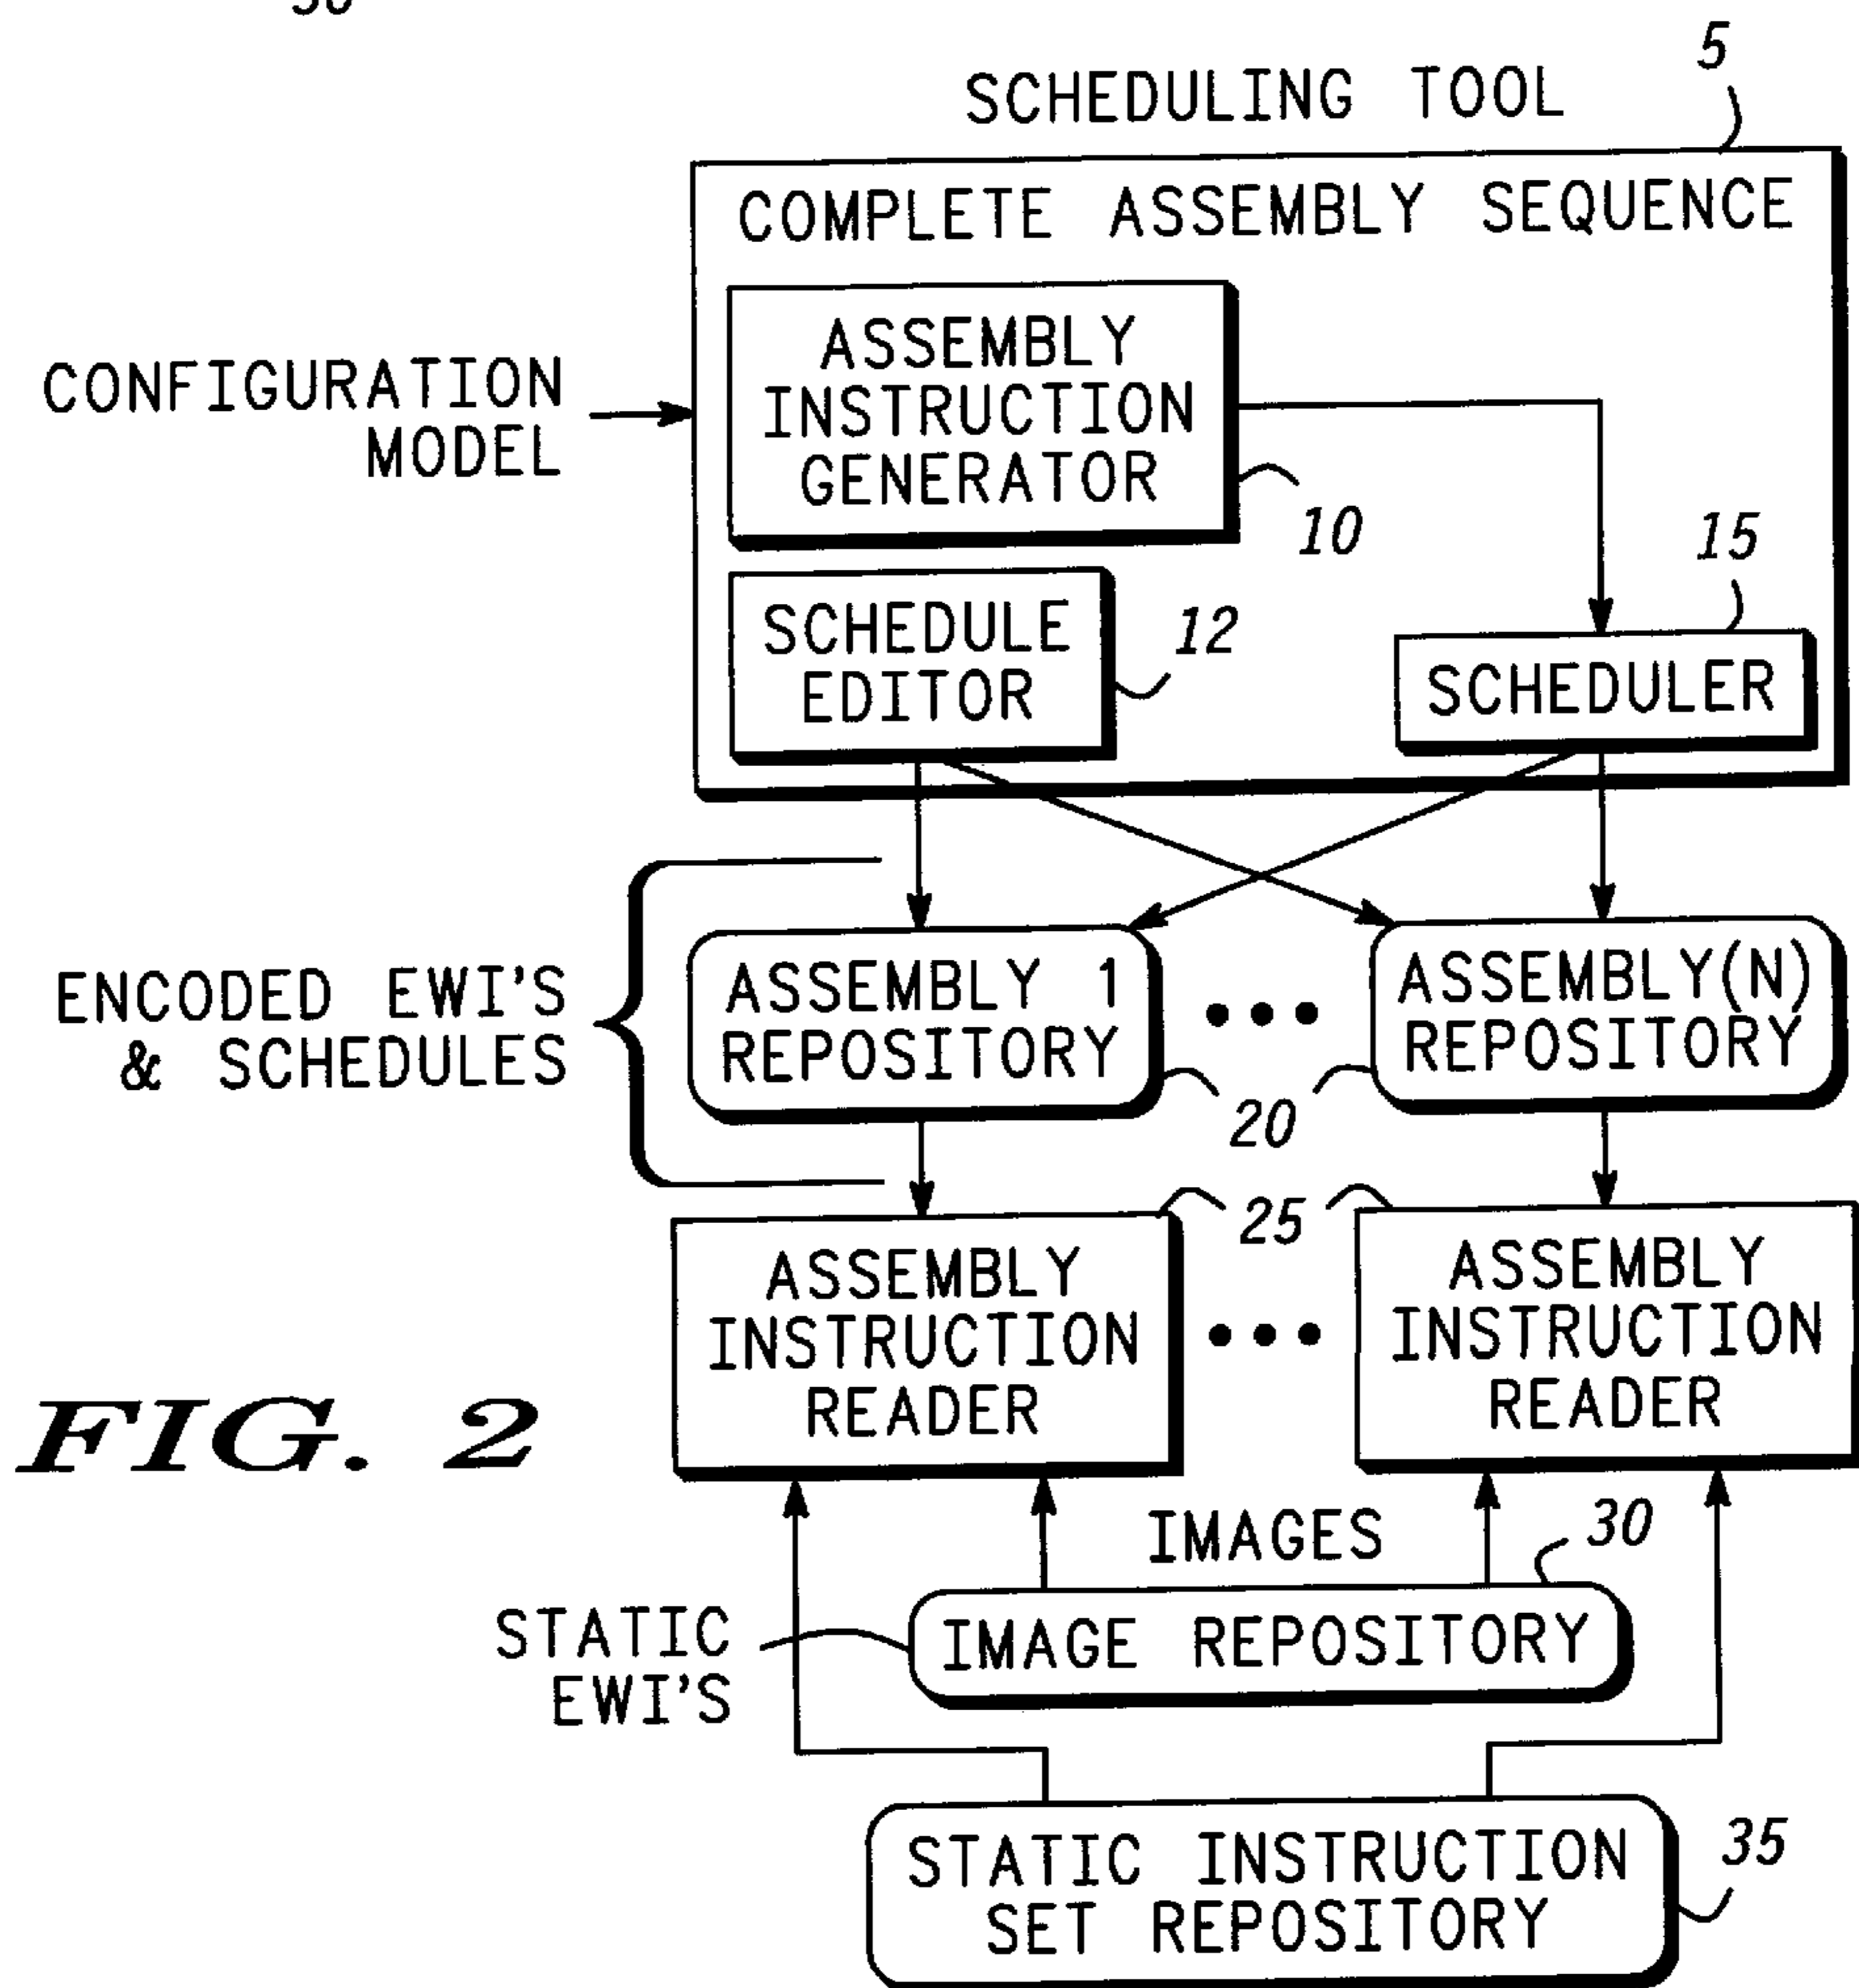 5
SCHEDULING TOOL
COMPLETE ASSEMBLY SEQUENCE
ASSEMBLY
INSTRUCTION
GENERATOR
CONFIGURATION
MODEL
10
15
SCHEDULE
EDITOR
12
SCHEDULER
ENCODED EWI'S
& SCHEDULES
ASSEMBLY 1
REPOSITORY
ASSEMBLY(N)
REPOSITORY
20
25
ASSEMBLY
INSTRUCTION
READER
ASSEMBLY
INSTRUCTION
READER
FIG. 2
IMAGES
30
STATIC
EWI'S
IMAGE REPOSITORY
STATIC INSTRUCTION
SET REPOSITORY
35